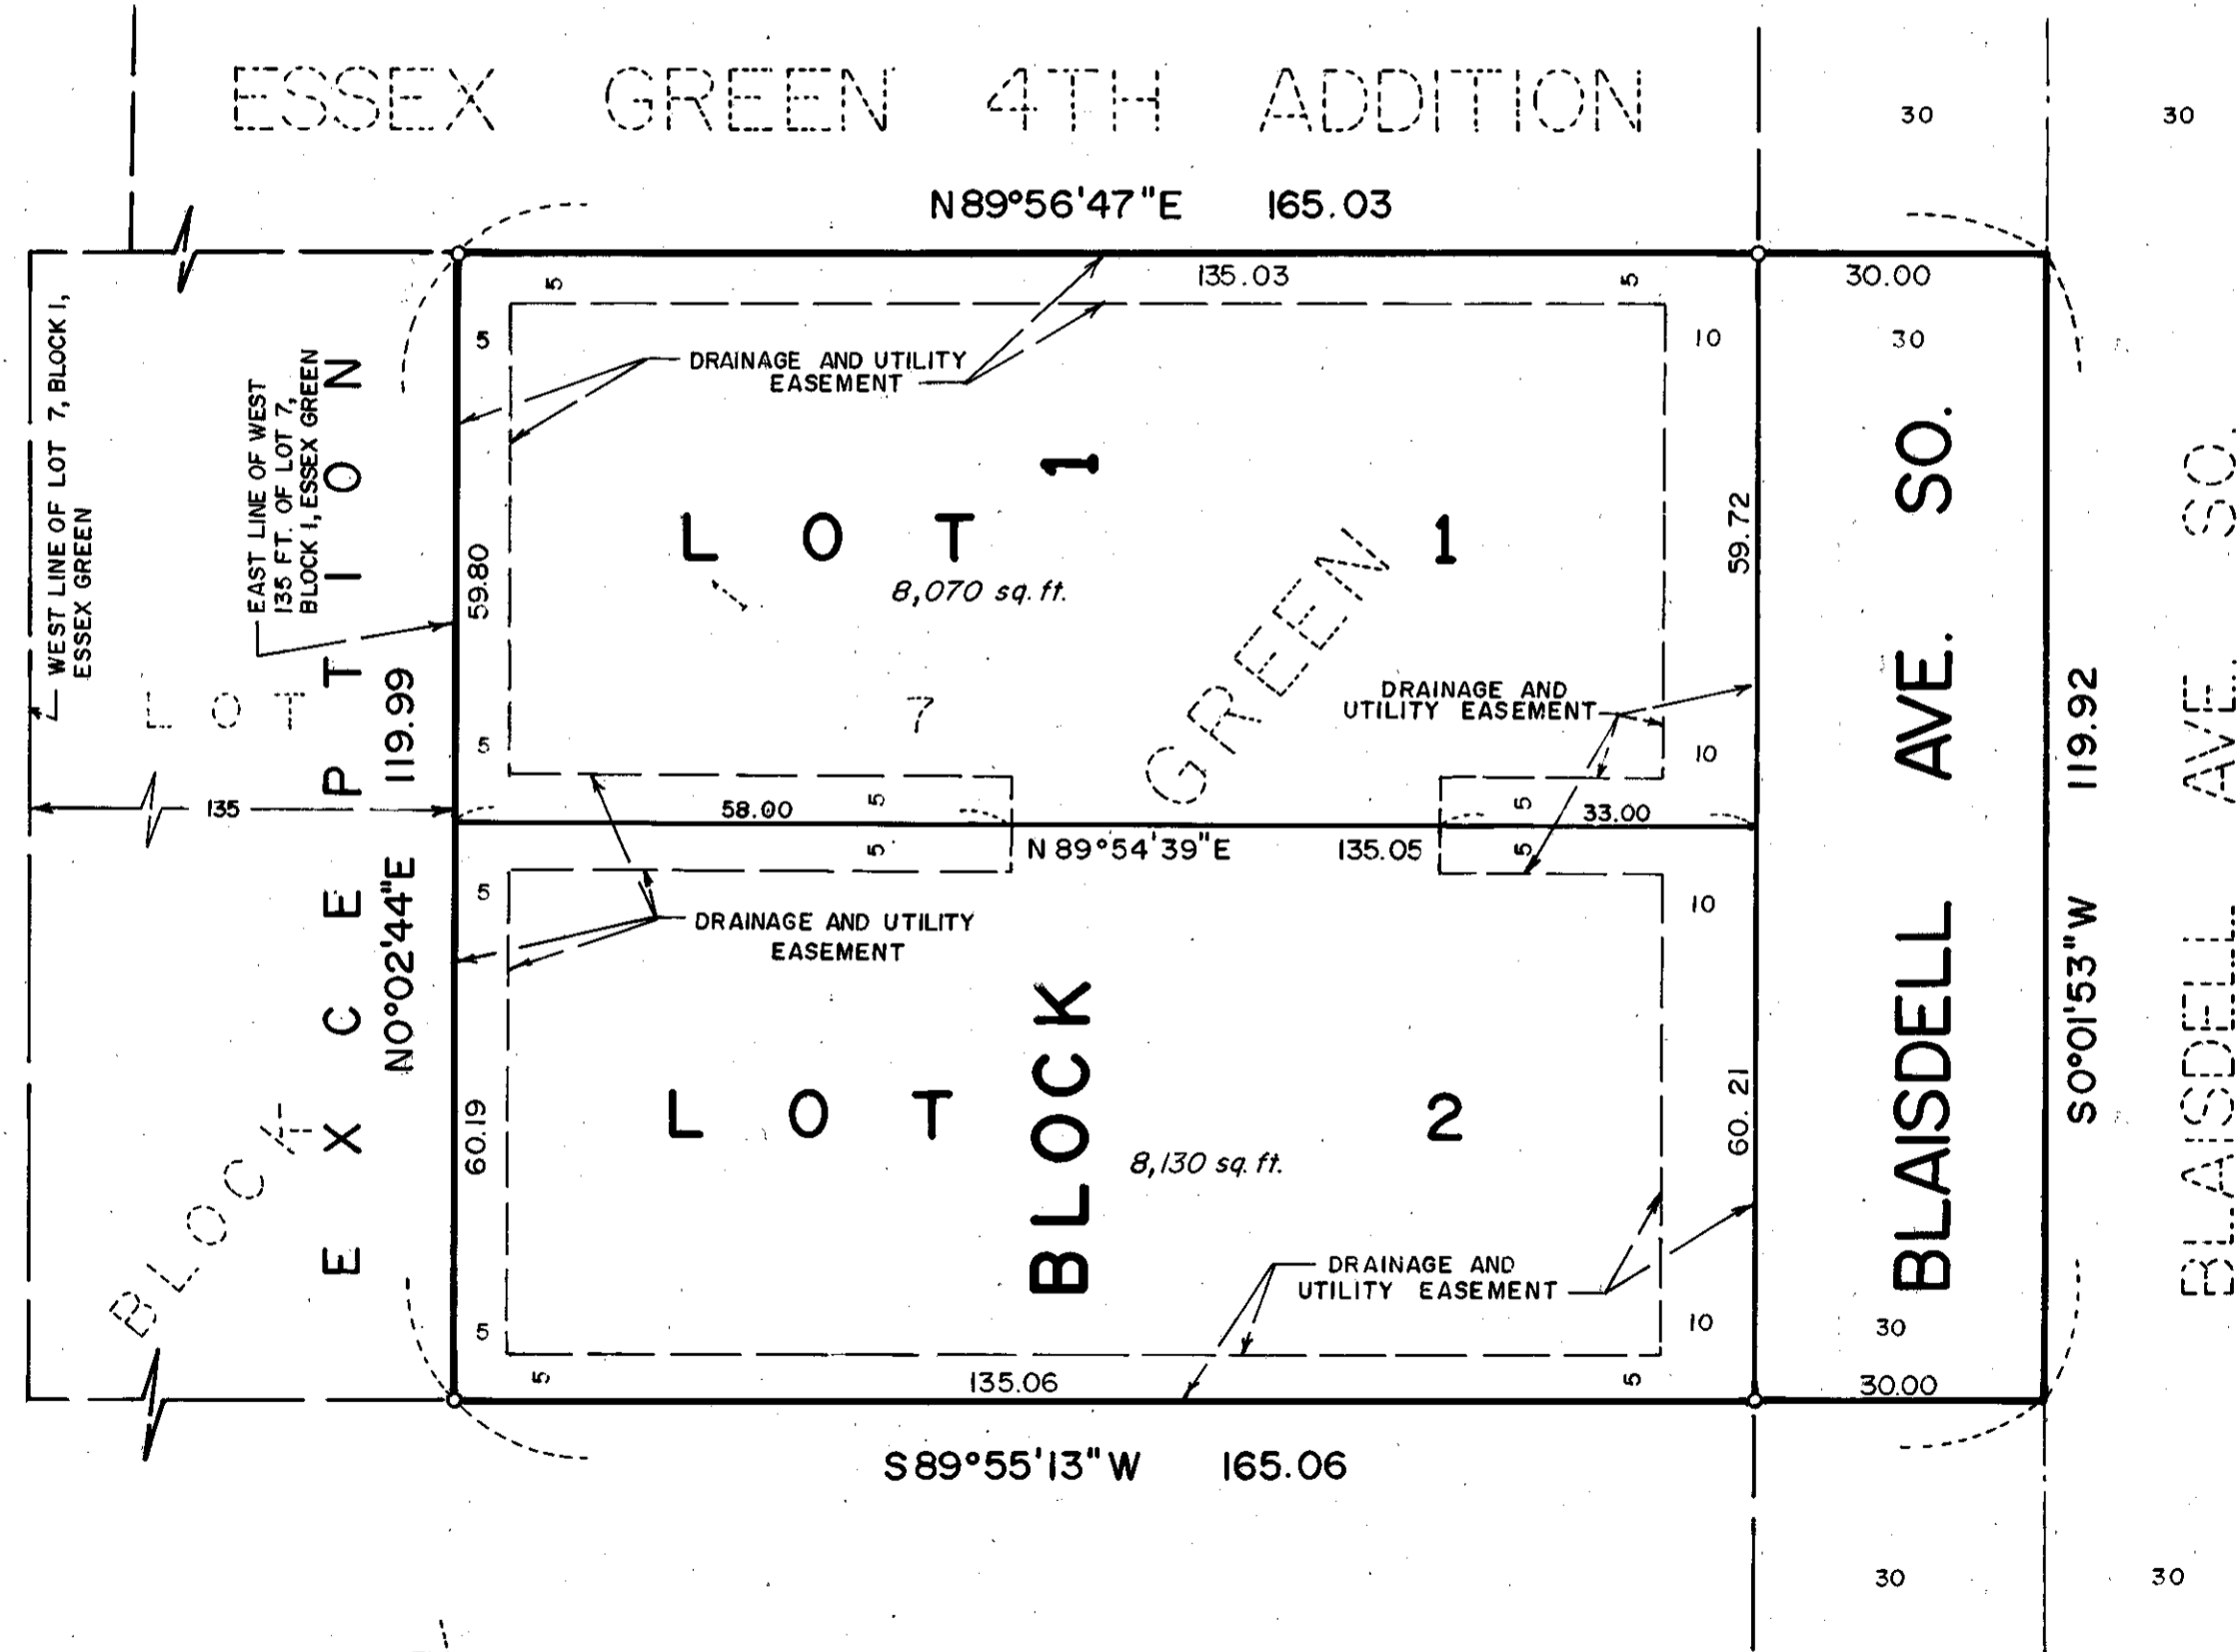 ESSEX GREEN 4TH ADDITION
30
30
N89°56'47"E 165.03
135.03
30.00
5
5
5
10
30
WEST LINE OF LOT 7, BLOCK 1,
ESSEX GREEN
EAST LINE OF WEST
135 FT. OF LOT 7,
BLOCK 1, ESSEX GREEN
EXCEPTION
DRAINAGE AND UTILITY
EASEMENT
LOT 1
8,070 sq. ft.
59.80
59.72
GREEN
7
LOT
N0°02'44"E 119.99
135
DRAINAGE AND
UTILITY EASEMENT
5
10
58.00
5
5
33.00
N 89°54'39"E 135.05
5
5
5
10
DRAINAGE AND UTILITY
EASEMENT
BLOCK 1
LOT 2
8,130 sq. ft.
60.19
60.21
BLOCK
DRAINAGE AND
UTILITY EASEMENT
BLAISDELL AVE. SO.
S0°01'53"W 119.92
BLAISDELL AVE. SO.
5
10
30
5
135.06
5
30.00
S89°55'13"W 165.06
30
30